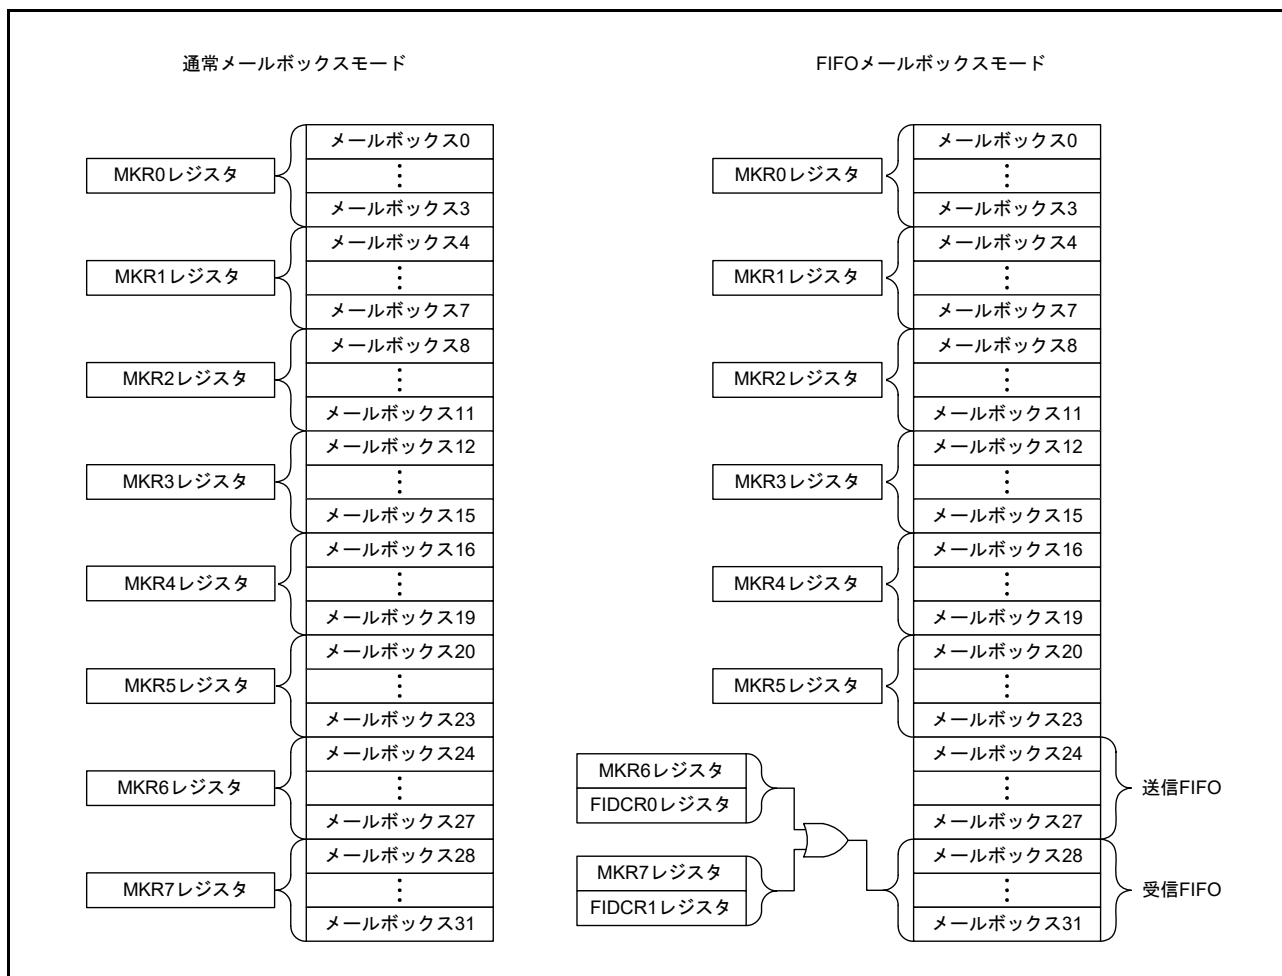 通常メールボックスモード
メールボックス0
MKR0レジスタ
メールボックス3
メールボックス4
MKR1レジスタ
メールボックス7
メールボックス8
MKR2レジスタ
メールボックス11
メールボックス12
MKR3レジスタ
メールボックス15
メールボックス16
MKR4レジスタ
メールボックス19
メールボックス20
MKR5レジスタ
メールボックス23
メールボックス24
MKR6レジスタ
メールボックス27
メールボックス28
MKR7レジスタ
メールボックス31
FIFOメールボックスモード
メールボックス0
MKR0レジスタ
メールボックス3
メールボックス4
MKR1レジスタ
メールボックス7
メールボックス8
MKR2レジスタ
メールボックス11
メールボックス12
MKR3レジスタ
メールボックス15
メールボックス16
MKR4レジスタ
メールボックス19
メールボックス20
MKR5レジスタ
メールボックス23
メールボックス24
MKR6レジスタ
FIDCR0レジスタ
送信FIFO
メールボックス27
メールボックス28
MKR7レジスタ
FIDCR1レジスタ
受信FIFO
メールボックス31